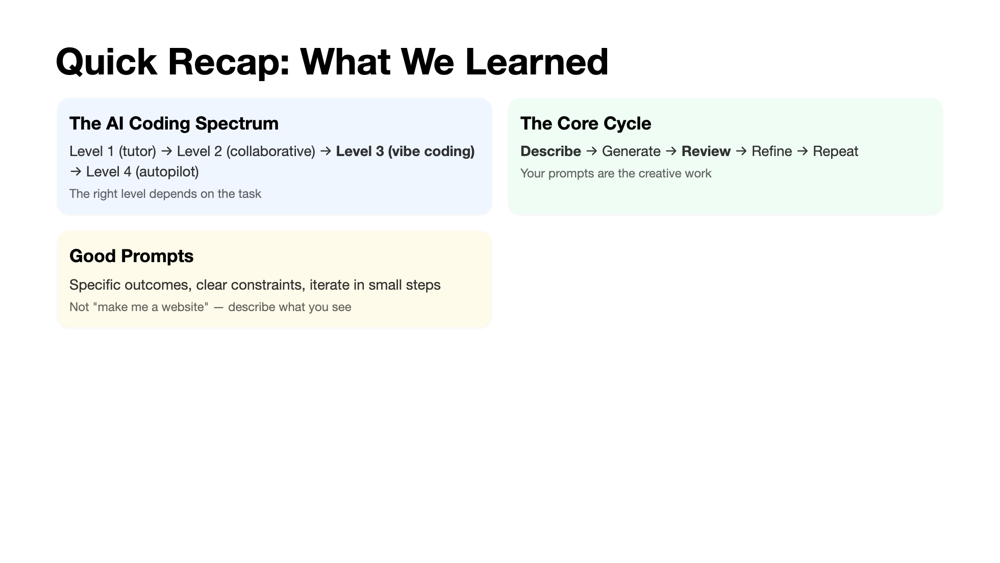 Quick Recap: What We Learned
The AI Coding Spectrum
Level 1 (tutor) → Level 2 (collaborative) → Level 3 (vibe coding)
→ Level 4 (autopilot)
The right level depends on the task
The Core Cycle
Describe → Generate → Review → Refine → Repeat
Your prompts are the creative work
Good Prompts
Specific outcomes, clear constraints, iterate in small steps
Not "make me a website" — describe what you see